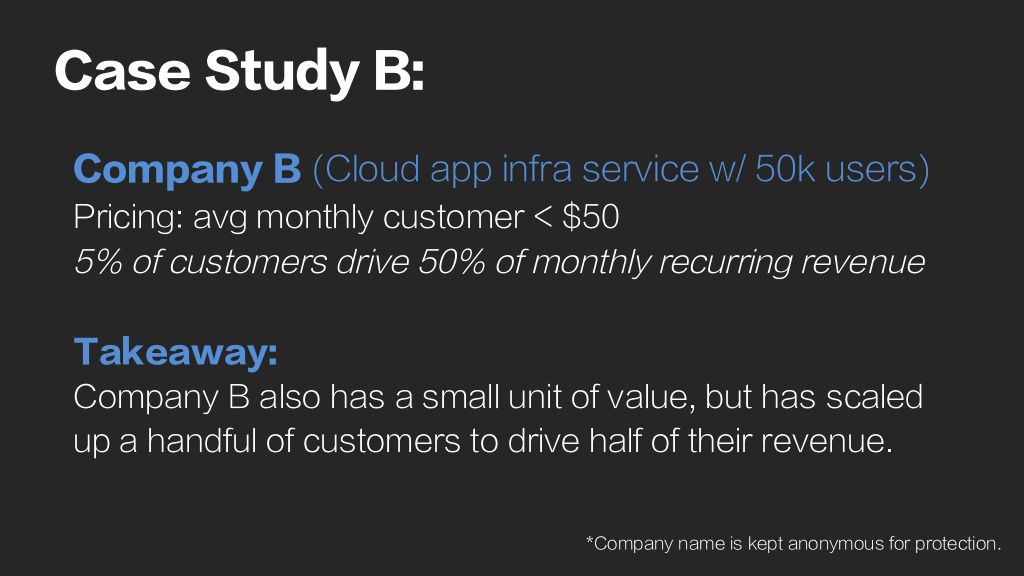 Case Study B:
Company B (Cloud app infra service w/ 50k users)
Pricing: avg monthly customer < $50
5% of customers drive 50% of monthly recurring revenue
Takeaway:
Company B also has a small unit of value, but has scaled
up a handful of customers to drive half of their revenue.
*Company name is kept anonymous for protection.